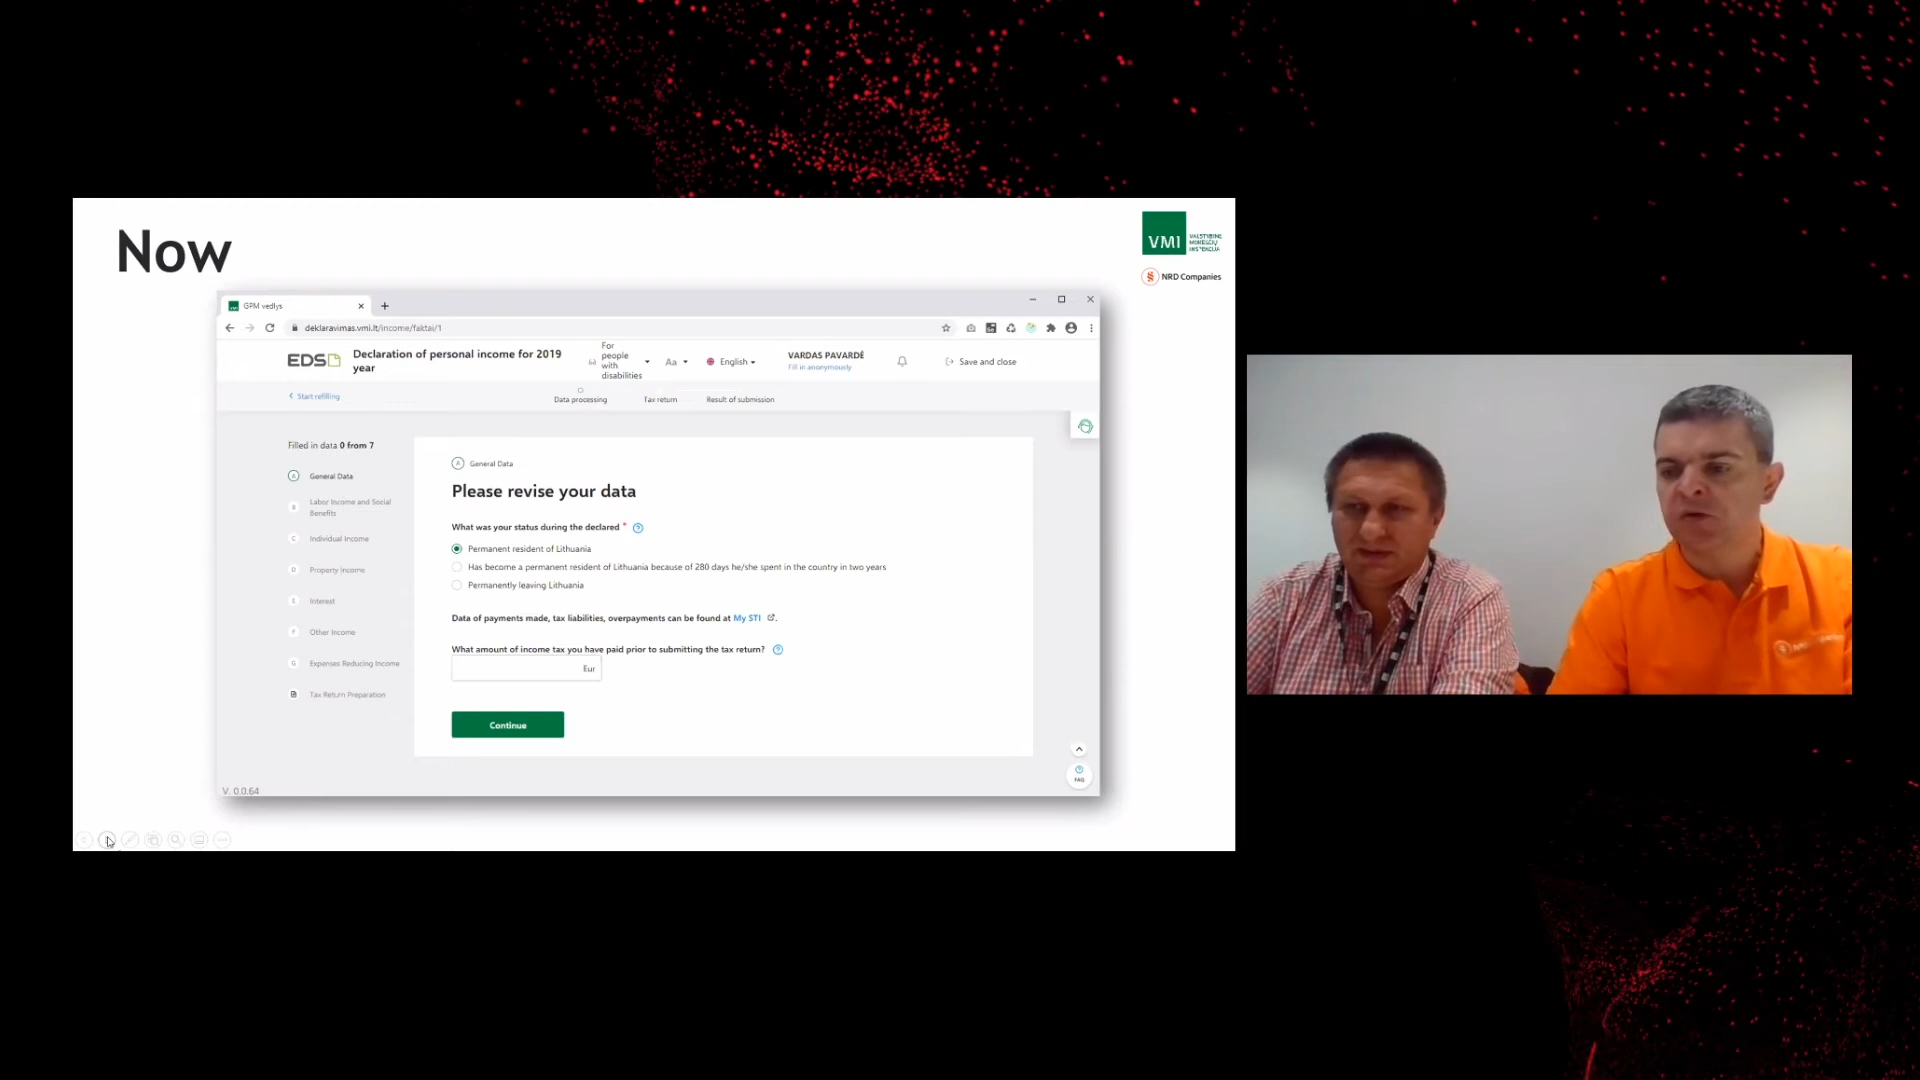 Now
VMI
VALSTYBINĖ
MOKESČIŲ
INSPEKCIJA
NRD Companies
GPM vedlys
deklaravimas.vmi.lt/income/faktai/1
EDS
Declaration of personal income for 2019
year
For
people
with
disabilities
Aa
English
VARDAS PAVARDĖ
Fill in anonymously
Save and close
Start refilling
Data processing
Tax return
Result of submission
Filled in data 0 from 7
A General Data
B Labor Income and Social
Benefits
C Individual Income
D Property Income
E Interest
F Other Income
G Expenses Reducing Income
Tax Return Preparation
A General Data
Please revise your data
What was your status during the declared *
Permanent resident of Lithuania
Has become a permanent resident of Lithuania because of 280 days he/she spent in the country in two years
Permanently leaving Lithuania
Data of payments made, tax liabilities, overpayments can be found at My STI .
What amount of income tax you have paid prior to submitting the tax return?
Eur
Continue
FAQ
V. 0.0.64